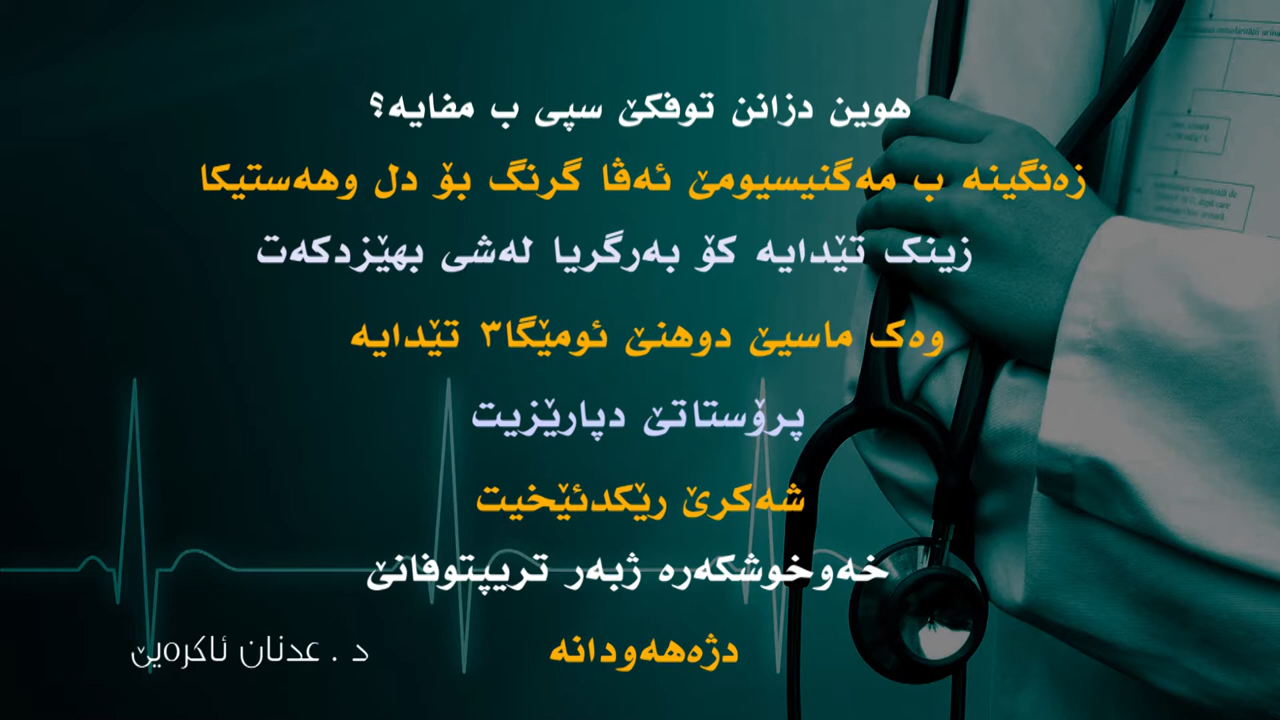 هوین دزانن توفکێ سپی ب مفایە؟
زەنگینە ب مەگنیسیومێ ئەڤا گرنگ بۆ دل وهەستیکا
زینک تێدایە کۆ بەرگریا لەشی بهێزدکەت
وەک ماسیێ دوهنێ ئومێگا٣ تێدایە
پرۆستاتێ دپارێزیت
شەکرێ رێکدئێخیت
خەوخوشکەرە ژبەر تریپتوفانێ
دژەهەودانە
د . عدنان ئاکرەیێ